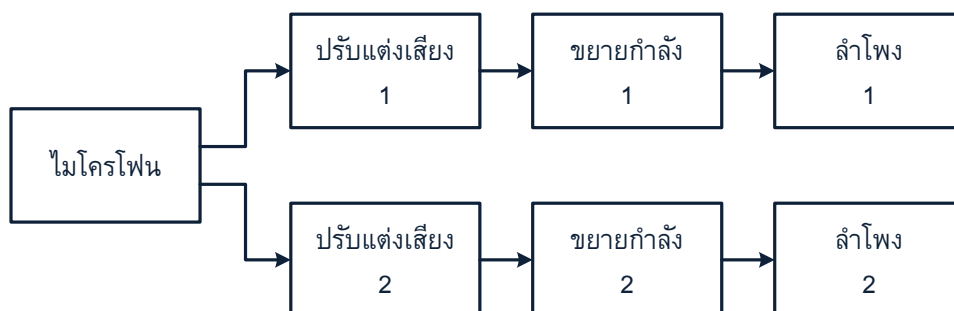 ปรับแต่งเสียง
1
ขยายกำลัง
1
ลำโพง
1
ไมโครโฟน
ปรับแต่งเสียง
2
ขยายกำลัง
2
ลำโพง
2